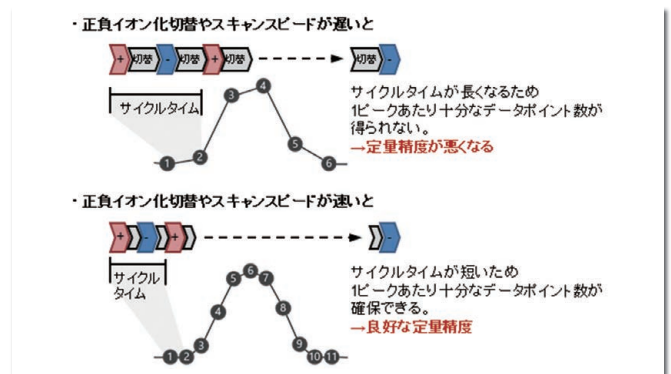 ・正負イオン化切替やスキャンスピードが遅いと
+ 切替 - 切替 + 切替 切替 -
サイクルタイム
サイクルタイムが長くなるため
1ピークあたり十分なデータポイント数が
得られない。
→定量精度が悪くなる
1 2 3 4 5 6
・正負イオン化切替やスキャンスピードが速いと
+ - + -
サイクル
タイム
サイクルタイムが短いため
1ピークあたり十分なデータポイント数が
確保できる。
→良好な定量精度
1 2 3 4 5 6 7 8 9 10 11